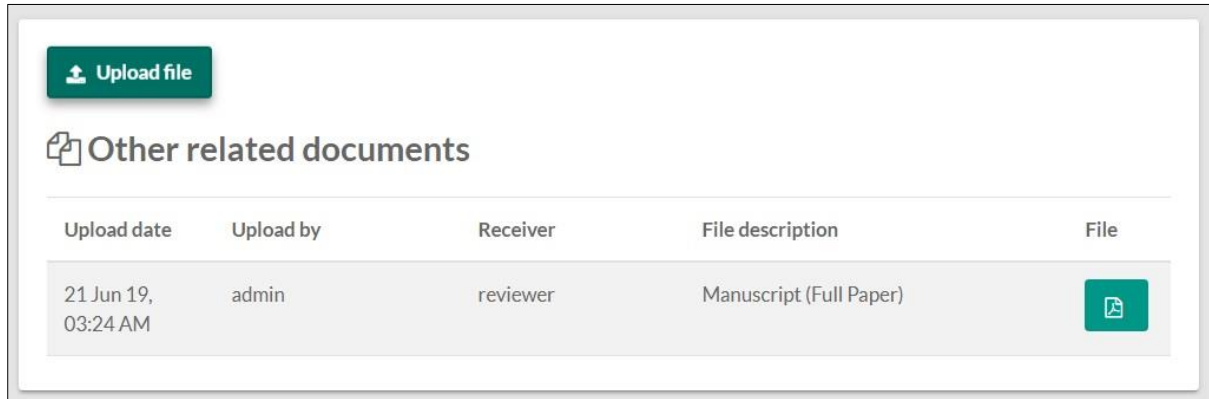 Upload file
Other related documents
Upload date Upload by Receiver File description File
21 Jun 19, admin reviewer Manuscript (Full Paper)
03:24 AM